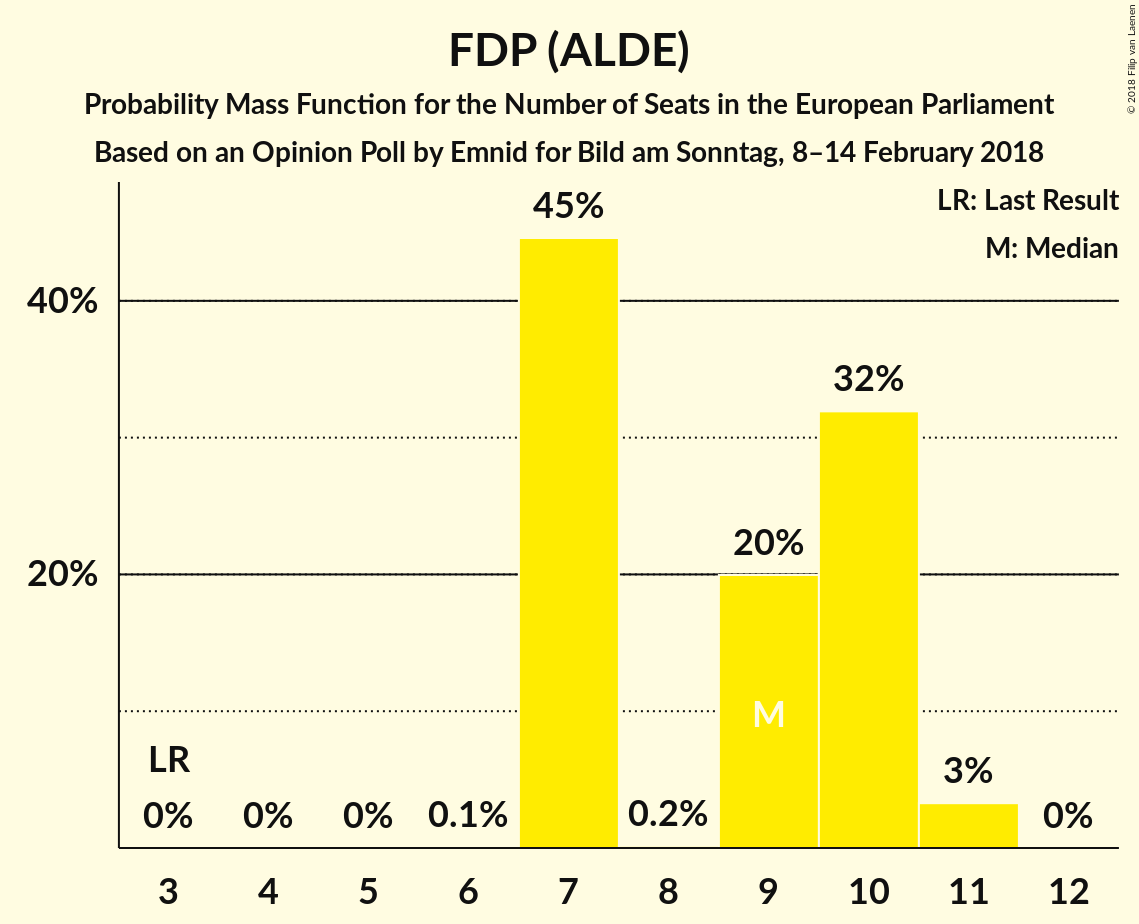 FDP (ALDE)
Probability Mass Function for the Number of Seats in the European Parliament
Based on an Opinion Poll by Emnid for Bild am Sonntag, 8–14 February 2018
© 2018 Filip van Laenen
LR: Last Result
M: Median
40%
20%
45%
32%
20%
M
3%
LR
0%
0%
0%
0.1%
0.2%
0%
3 4 5 6 7 8 9 10 11 12